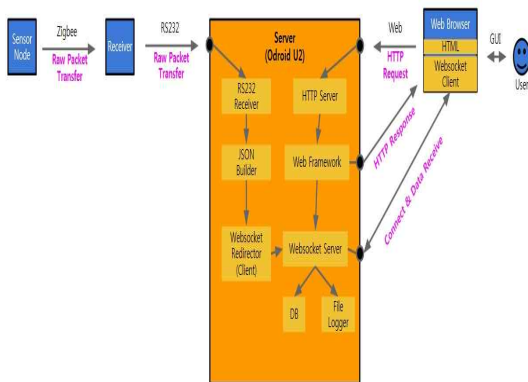 Sensor
Node
Zigbee
Raw Packet
Transfer
Receiver
RS232
Raw Packet
Transfer
Server
(Odroid U2)
RS232
Receiver
JSON
Builder
Websocket
Redirector
(Client)
HTTP Server
Web Framework
Websocket Server
DB
File
Logger
Web
HTTP
Request
HTTP Response
Connect & Data Receive
Web Browser
HTML
Websocket
Client
GUI
User